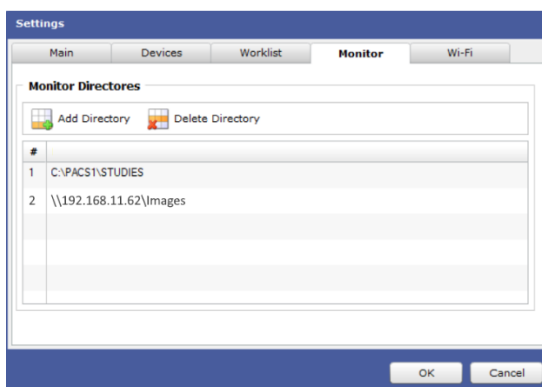 Settings
Main Devices Worklist Monitor Wi-Fi
Monitor Directores
Add Directory Delete Directory
#
1 C:\PACS1\STUDIES
2 \\192.168.11.62\Images
OK Cancel